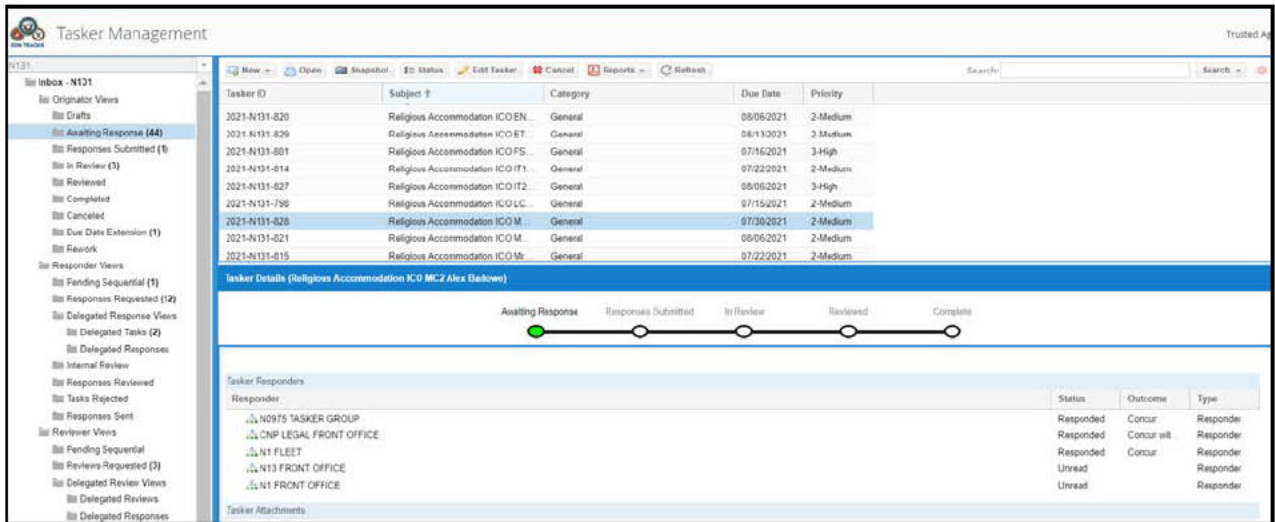 DON TRACKER
Tasker Management
Trusted Ag
N131
New Open Snapshot Status Edit Tasker Cancel Reports Refresh
Search: Search
Inbox - N131
Originator Views
Drafts
Awaiting Response (44)
Responses Submitted (1)
In Review (3)
Reviewed
Completed
Canceled
Due Date Extension (1)
Rework
Responder Views
Pending Sequential (1)
Responses Requested (12)
Delegated Response Views
Delegated Tasks (2)
Delegated Responses
Internal Review
Responses Reviewed
Tasks Rejected
Responses Sent
Reviewer Views
Pending Sequential
Reviews Requested (3)
Delegated Review Views
Delegated Reviews
Delegated Responses
Tasker ID Subject ↑ Category Due Date Priority
2021-N131-820 Religious Accommodation ICO EN... General 08/06/2021 2-Medium
2021-N131-829 Religious Accommodation ICO ET... General 08/13/2021 2-Medium
2021-N131-801 Religious Accommodation ICO FS... General 07/16/2021 3-High
2021-N131-814 Religious Accommodation ICO IT1... General 07/22/2021 2-Medium
2021-N131-827 Religious Accommodation ICO IT2... General 08/06/2021 3-High
2021-N131-798 Religious Accommodation ICO LC... General 07/15/2021 2-Medium
2021-N131-828 Religious Accommodation ICO M... General 07/30/2021 2-Medium
2021-N131-821 Religious Accommodation ICO M... General 08/06/2021 2-Medium
2021-N131-815 Religious Accommodation ICO Mr... General 07/22/2021 2-Medium
Tasker Details (Religious Accommodation ICO MC2 Alex Barlowe)
Awaiting Response Responses Submitted In Review Reviewed Complete
Tasker Responders
Responder Status Outcome Type
N0975 TASKER GROUP Responded Concur Responder
CNP LEGAL FRONT OFFICE Responded Concur wit... Responder
N1 FLEET Responded Concur Responder
N13 FRONT OFFICE Unread Responder
N1 FRONT OFFICE Unread Responder
Tasker Attachments